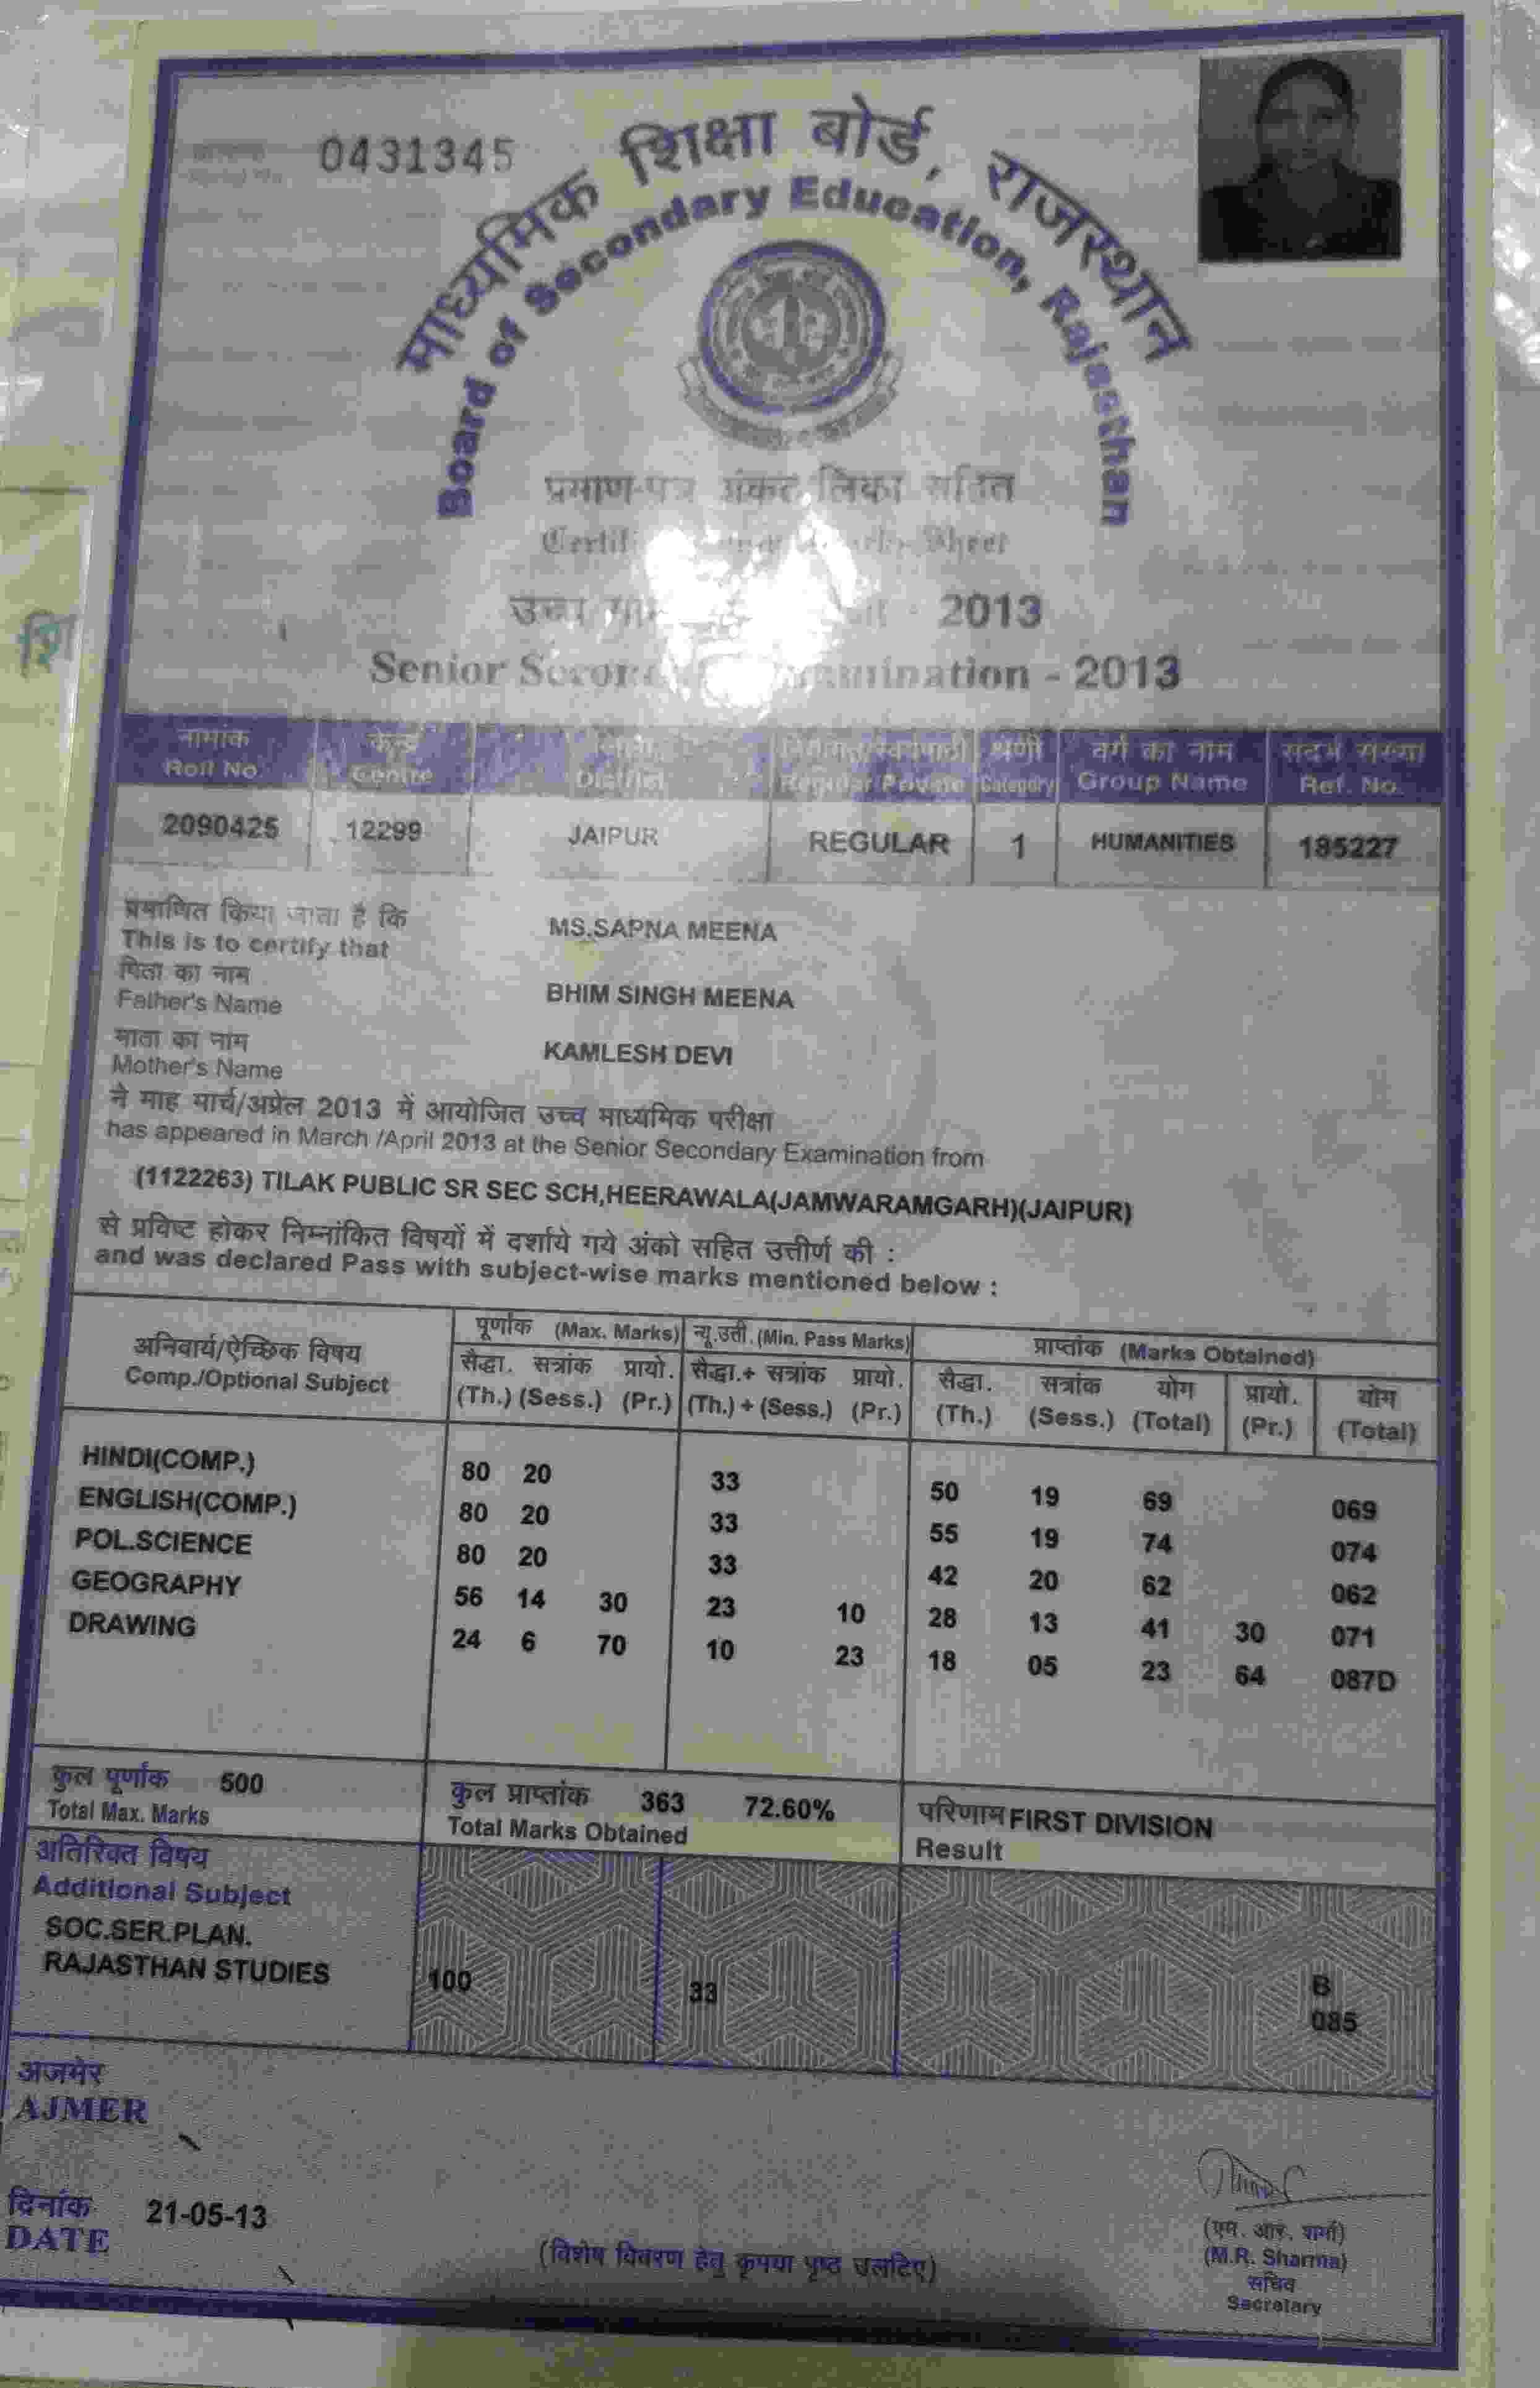 0431345
माध्यमिक शिक्षा बोर्ड, राजस्थान
Board of Secondary Education, Rajasthan
प्रमाण-पत्र सहित
Sheet
2013
Senior - 2013
नामांक केन्द्र श्रेणी वर्ग का नाम संदर्भ संख्या
Roll No. Centre District Regular/Private Category Group Name Ref. No.
2090425 12299 JAIPUR REGULAR 1 HUMANITIES 185227
प्रमाणित किया जाता है कि
This is to certify that MS.SAPNA MEENA
पिता का नाम
Father's Name BHIM SINGH MEENA
माता का नाम
Mother's Name KAMLESH DEVI
ने माह मार्च/अप्रेल 2013 में आयोजित उच्च माध्यमिक परीक्षा
has appeared in March /April 2013 at the Senior Secondary Examination from
(1122263) TILAK PUBLIC SR SEC SCH,HEERAWALA(JAMWARAMGARH)(JAIPUR)
से प्रविष्ट होकर निम्नांकित विषयों में दर्शाये गये अंको सहित उत्तीर्ण की :
and was declared Pass with subject-wise marks mentioned below :
पूर्णांक (Max. Marks) न्यू.उत्ती. (Min. Pass Marks) प्राप्तांक (Marks Obtained)
अनिवार्य/ऐच्छिक विषय सैद्धा. सत्रांक प्रायो. सैद्धा.+ सत्रांक प्रायो. सैद्धा. सत्रांक योग प्रायो. योग
Comp./Optional Subject (Th.) (Sess.) (Pr.) (Th.) + (Sess.) (Pr.) (Th.) (Sess.) (Total) (Pr.) (Total)
HINDI(COMP.) 80 20 33 50 19 69 069
ENGLISH(COMP.) 80 20 33 55 19 74 074
POL.SCIENCE 80 20 33 42 20 62 062
GEOGRAPHY 56 14 30 23 10 28 13 41 30 071
DRAWING 24 6 70 10 23 18 05 23 64 087D
कुल पूर्णांक 500 कुल प्राप्तांक 363 72.60% परिणाम FIRST DIVISION
Total Max. Marks Total Marks Obtained Result
अतिरिक्त विषय
Additional Subject
SOC.SER.PLAN. B
RAJASTHAN STUDIES 100 33 085
अजमेर
AJMER
दिनांक 21-05-13
DATE
(विशेष विवरण हेतु कृपया पृष्ठ उलटिए)
(एम. आर. शर्मा)
(M.R. Sharma)
सचिव
Secretary
शि